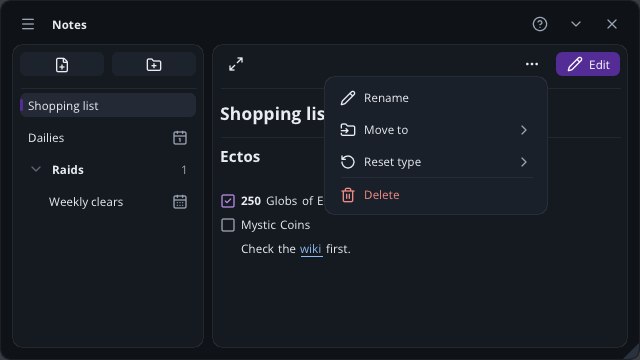 Notes
Edit
Shopping list
Dailies
Raids 1
Weekly clears
Rename
Move to
Reset type
Delete
Shopping lis
Ectos
250 Globs of E
Mystic Coins
Check the wiki first.